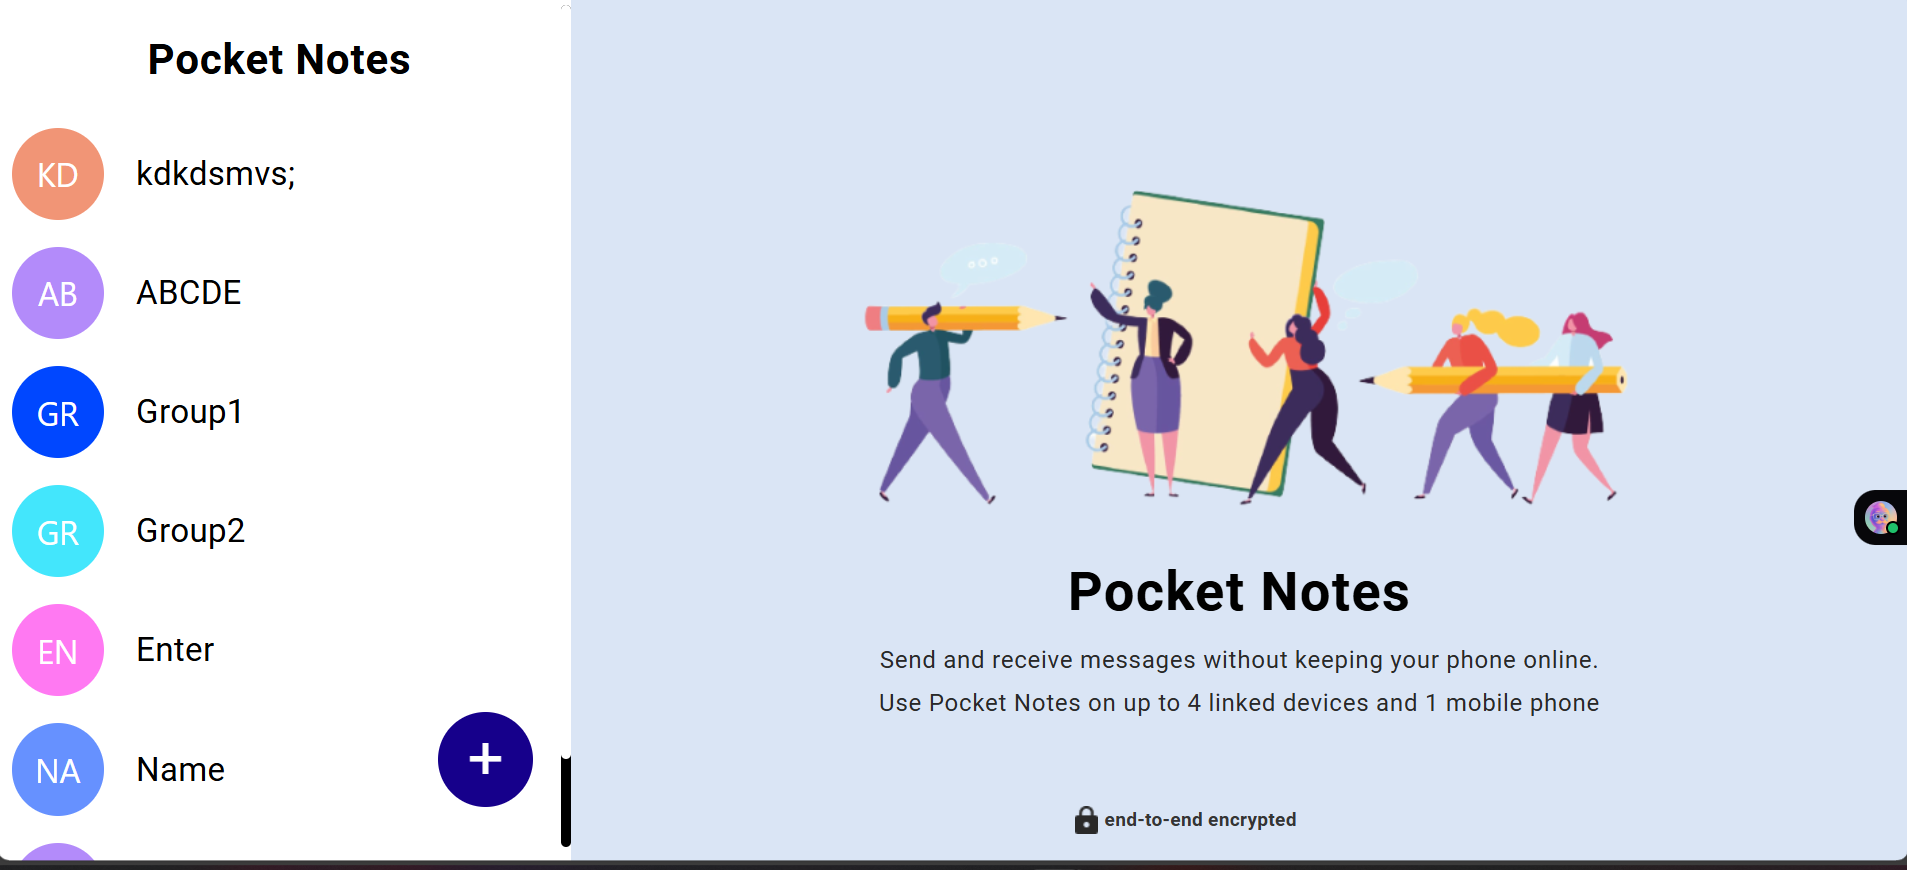 Pocket Notes
KD
kdkdsmvs;
AB
ABCDE
GR
Group1
GR
Group2
EN
Enter
NA
Name
+
Pocket Notes
Send and receive messages without keeping your phone online.
Use Pocket Notes on up to 4 linked devices and 1 mobile phone
end-to-end encrypted